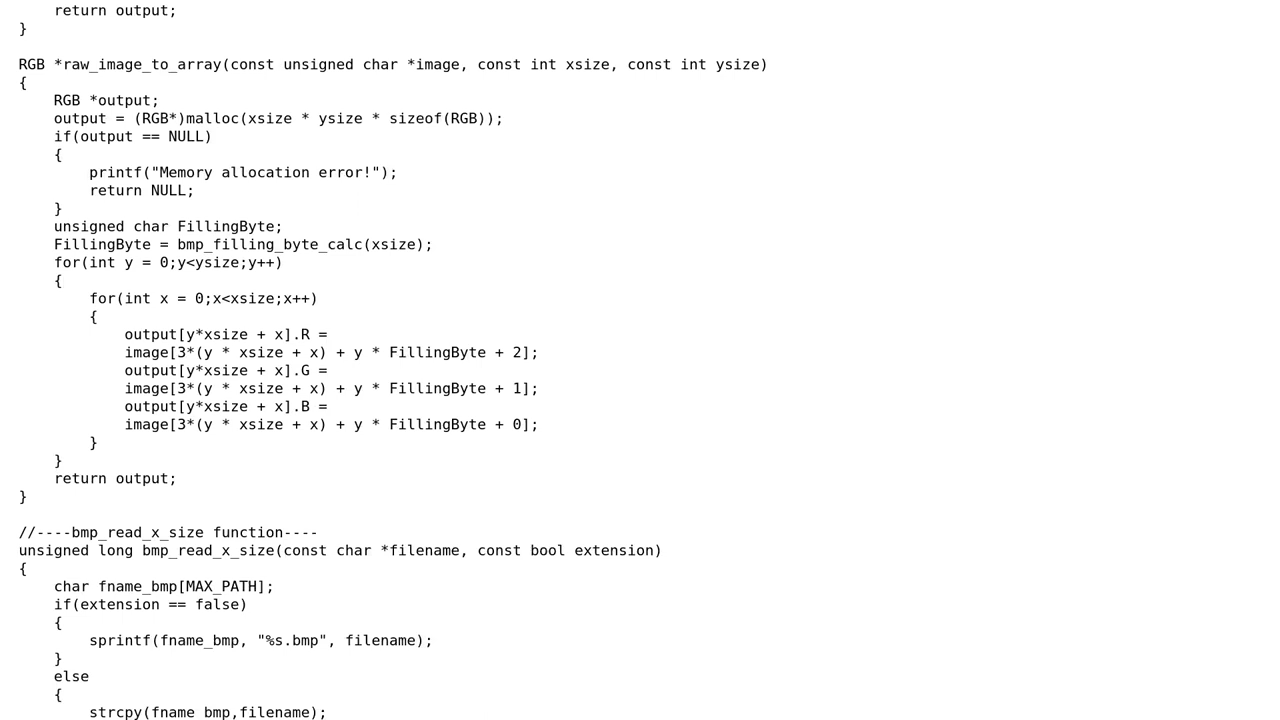 return output;
}

RGB *raw_image_to_array(const unsigned char *image, const int xsize, const int ysize)
{
    RGB *output;
    output = (RGB*)malloc(xsize * ysize * sizeof(RGB));
    if(output == NULL)
    {
        printf("Memory allocation error!");
        return NULL;
    }
    unsigned char FillingByte;
    FillingByte = bmp_filling_byte_calc(xsize);
    for(int y = 0;y<ysize;y++)
    {
        for(int x = 0;x<xsize;x++)
        {
            output[y*xsize + x].R =
            image[3*(y * xsize + x) + y * FillingByte + 2];
            output[y*xsize + x].G =
            image[3*(y * xsize + x) + y * FillingByte + 1];
            output[y*xsize + x].B =
            image[3*(y * xsize + x) + y * FillingByte + 0];
        }
    }
    return output;
}

//----bmp_read_x_size function----
unsigned long bmp_read_x_size(const char *filename, const bool extension)
{
    char fname_bmp[MAX_PATH];
    if(extension == false)
    {
        sprintf(fname_bmp, "%s.bmp", filename);
    }
    else
    {
        strcpy(fname_bmp,filename);